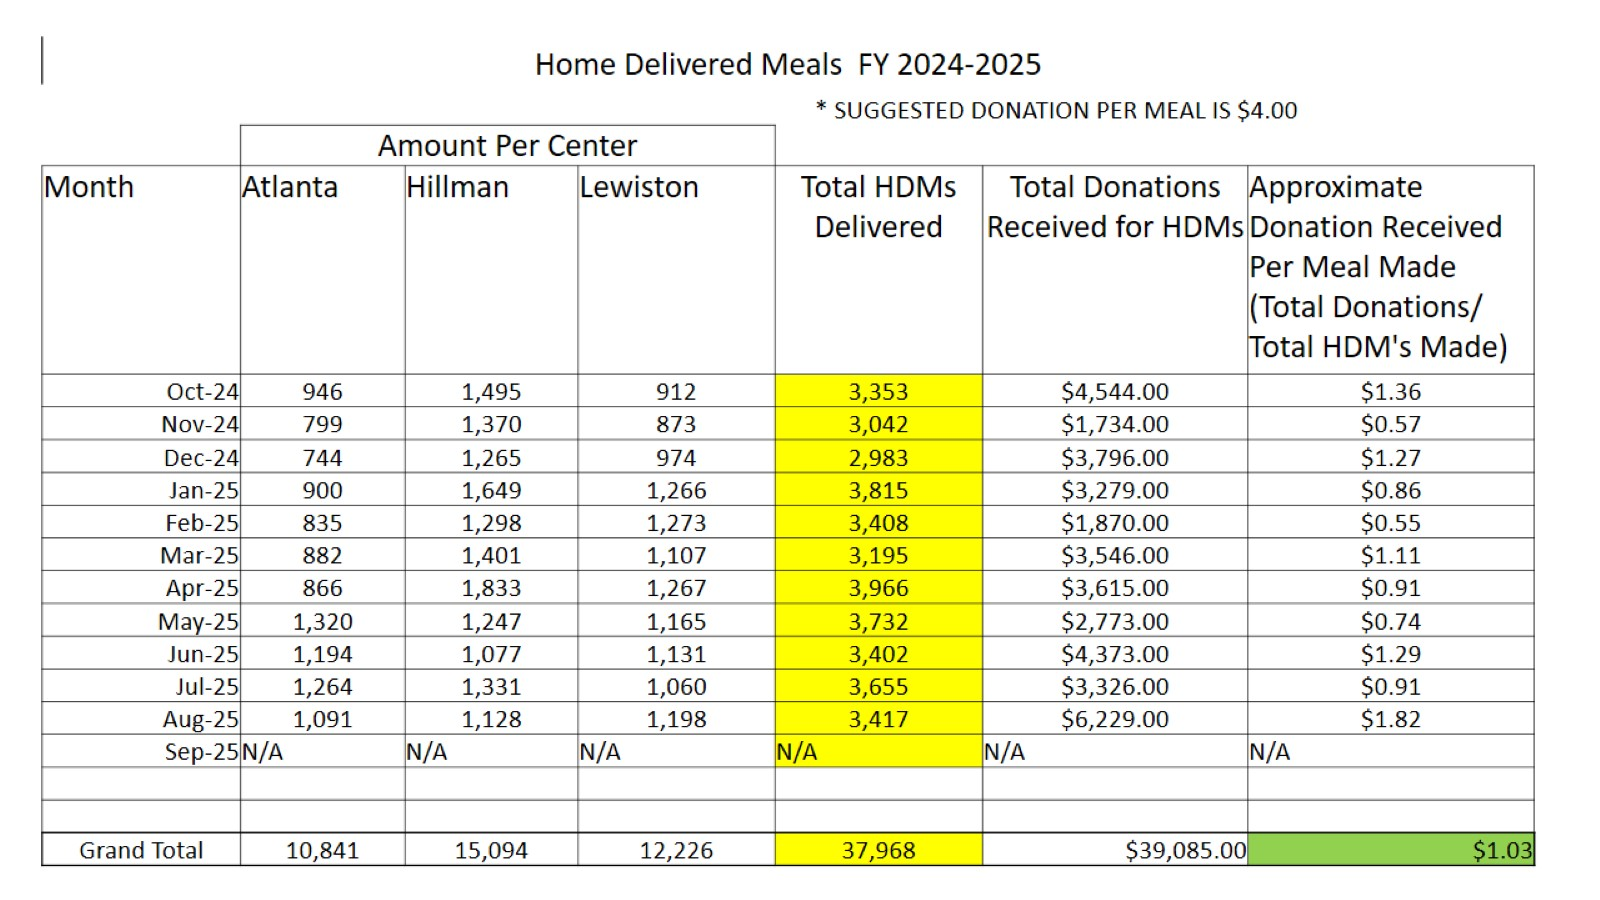 Home Delivered Meals  FY 2024-2025
* SUGGESTED DONATION PER MEAL IS $4.00
Amount Per Center
Month Atlanta Hillman Lewiston Total HDMs Total Donations Approximate
Delivered Received for HDMs Donation Received
Per Meal Made
(Total Donations/
Total HDM's Made)
Oct-24 946 1,495 912 3,353 $4,544.00 $1.36
Nov-24 799 1,370 873 3,042 $1,734.00 $0.57
Dec-24 744 1,265 974 2,983 $3,796.00 $1.27
Jan-25 900 1,649 1,266 3,815 $3,279.00 $0.86
Feb-25 835 1,298 1,273 3,408 $1,870.00 $0.55
Mar-25 882 1,401 1,107 3,195 $3,546.00 $1.11
Apr-25 866 1,833 1,267 3,966 $3,615.00 $0.91
May-25 1,320 1,247 1,165 3,732 $2,773.00 $0.74
Jun-25 1,194 1,077 1,131 3,402 $4,373.00 $1.29
Jul-25 1,264 1,331 1,060 3,655 $3,326.00 $0.91
Aug-25 1,091 1,128 1,198 3,417 $6,229.00 $1.82
Sep-25 N/A N/A N/A N/A N/A N/A
Grand Total 10,841 15,094 12,226 37,968 $39,085.00 $1.03